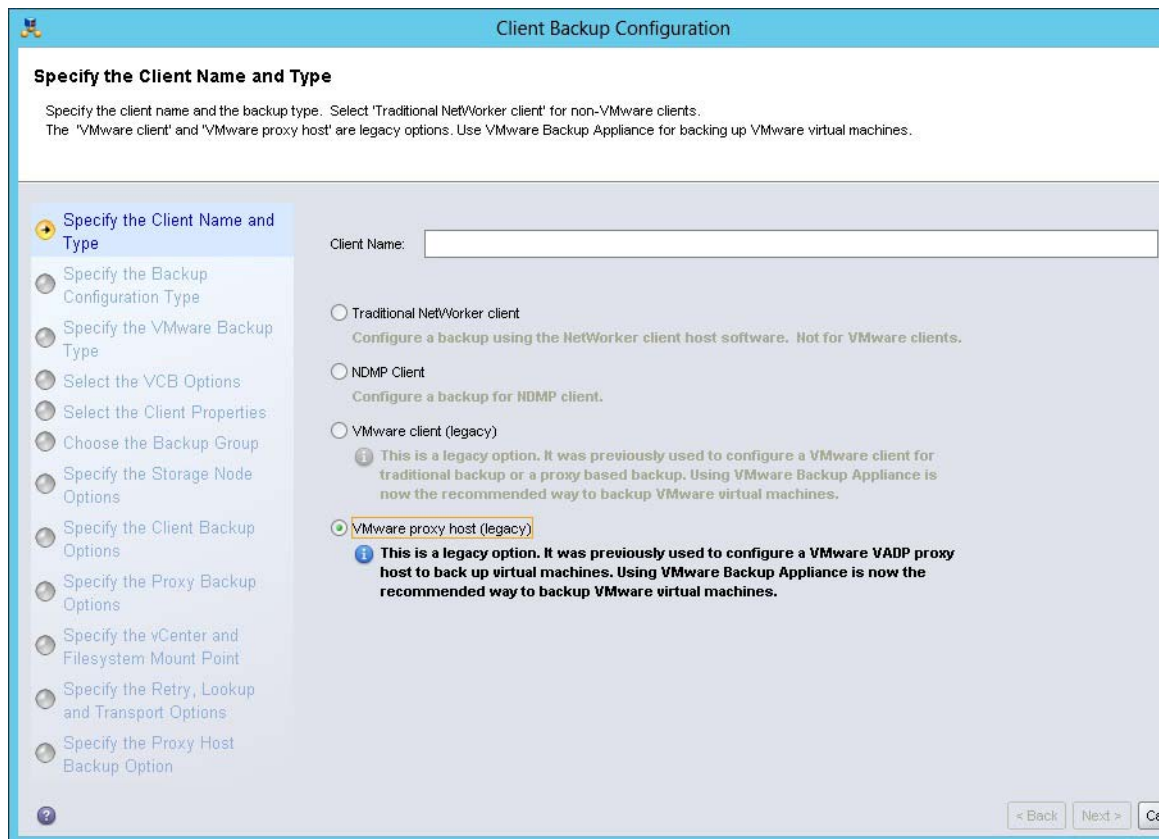 Client Backup Configuration
Specify the Client Name and Type
Specify the client name and the backup type. Select 'Traditional NetWorker client' for non-VMware clients.
The 'VMware client' and 'VMware proxy host' are legacy options. Use VMware Backup Appliance for backing up VMware virtual machines.
Specify the Client Name and
Type
Specify the Backup
Configuration Type
Specify the VMware Backup
Type
Select the VCB Options
Select the Client Properties
Choose the Backup Group
Specify the Storage Node
Options
Specify the Client Backup
Options
Specify the Proxy Backup
Options
Specify the vCenter and
Filesystem Mount Point
Specify the Retry, Lookup
and Transport Options
Specify the Proxy Host
Backup Option
Client Name:
Traditional NetWorker client
Configure a backup using the NetWorker client host software. Not for VMware clients.
NDMP Client
Configure a backup for NDMP client.
VMware client (legacy)
This is a legacy option. It was previously used to configure a VMware client for
traditional backup or a proxy based backup. Using VMware Backup Appliance is
now the recommended way to backup VMware virtual machines.
VMware proxy host (legacy)
This is a legacy option. It was previously used to configure a VMware VADP proxy
host to back up virtual machines. Using VMware Backup Appliance is now the
recommended way to backup VMware virtual machines.
?
< Back
Next >
Ca